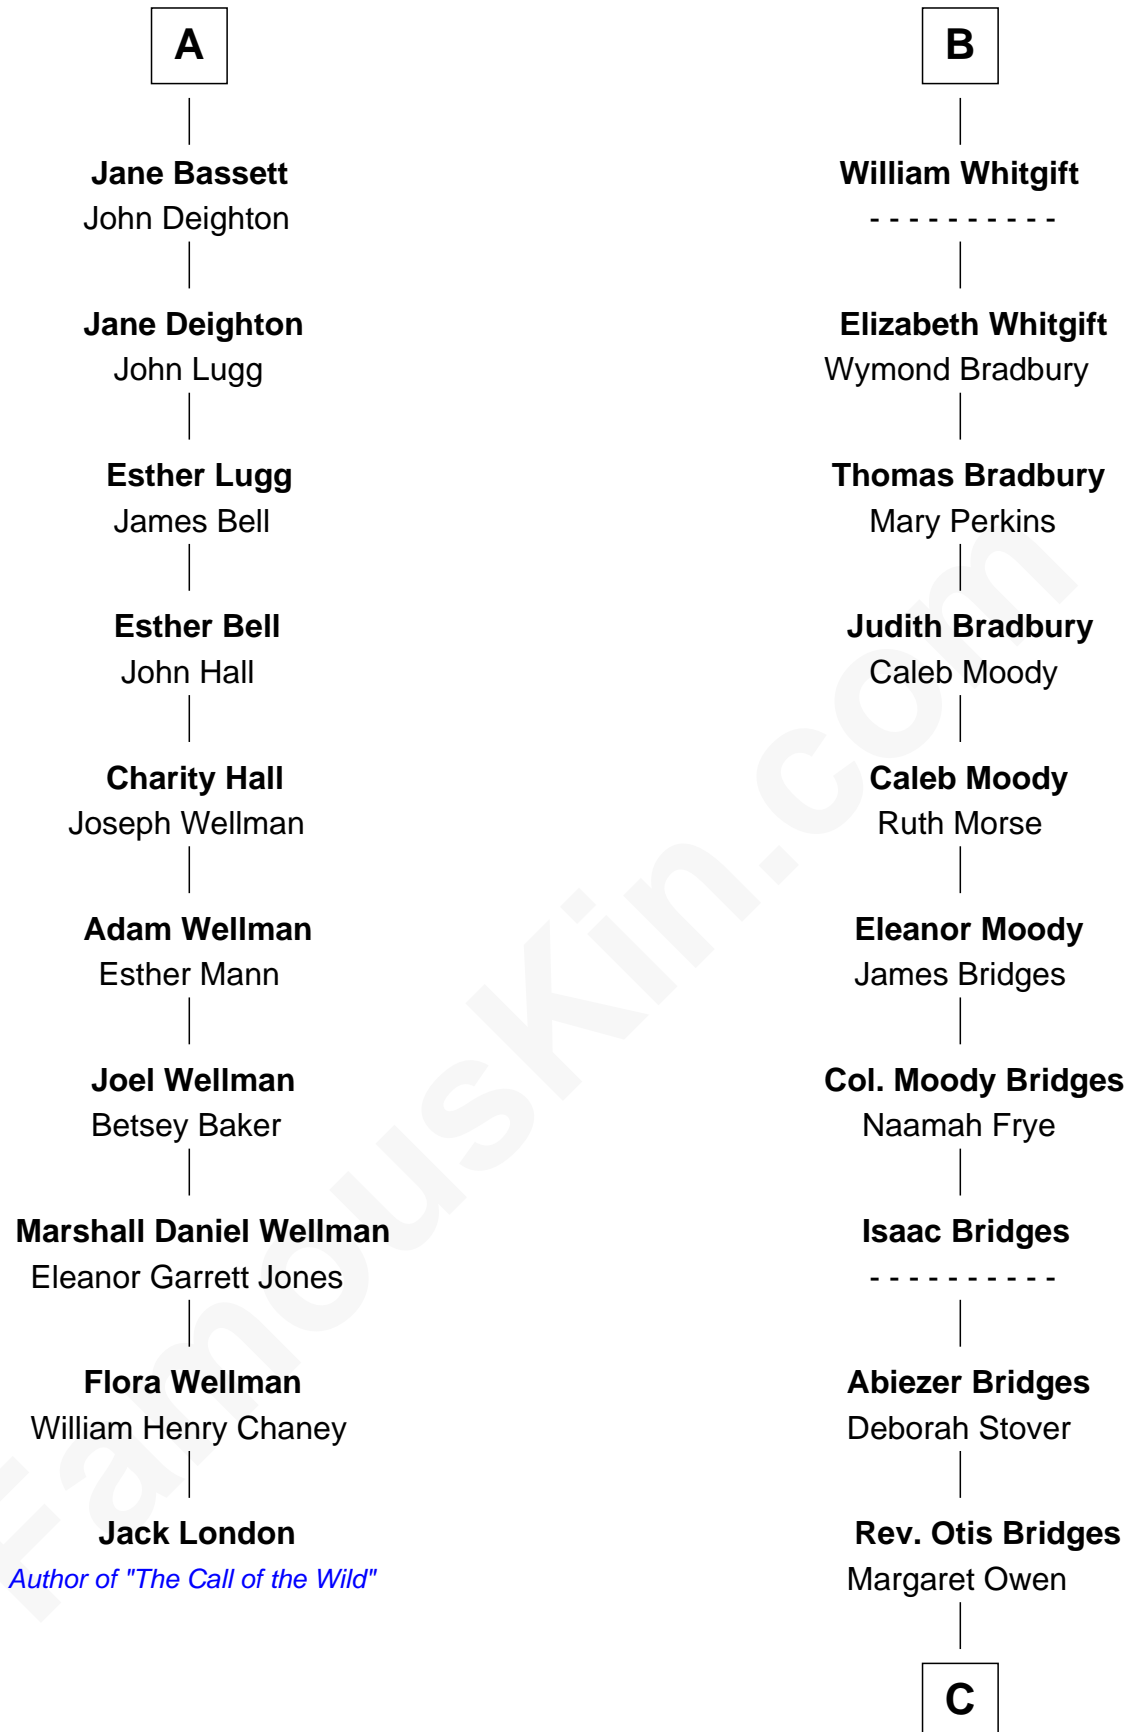 A
Jane Bassett
John Deighton
Jane Deighton
John Lugg
Esther Lugg
James Bell
Esther Bell
John Hall
Charity Hall
Joseph Wellman
Adam Wellman
Esther Mann
Joel Wellman
Betsey Baker
Marshall Daniel Wellman
Eleanor Garrett Jones
Flora Wellman
William Henry Chaney
Jack London
Author of "The Call of the Wild"
B
William Whitgift
- - - - - - - - - -
Elizabeth Whitgift
Wymond Bradbury
Thomas Bradbury
Mary Perkins
Judith Bradbury
Caleb Moody
Caleb Moody
Ruth Morse
Eleanor Moody
James Bridges
Col. Moody Bridges
Naamah Frye
Isaac Bridges
- - - - - - - - - -
Abiezer Bridges
Deborah Stover
Rev. Otis Bridges
Margaret Owen
C
FamousKin.com